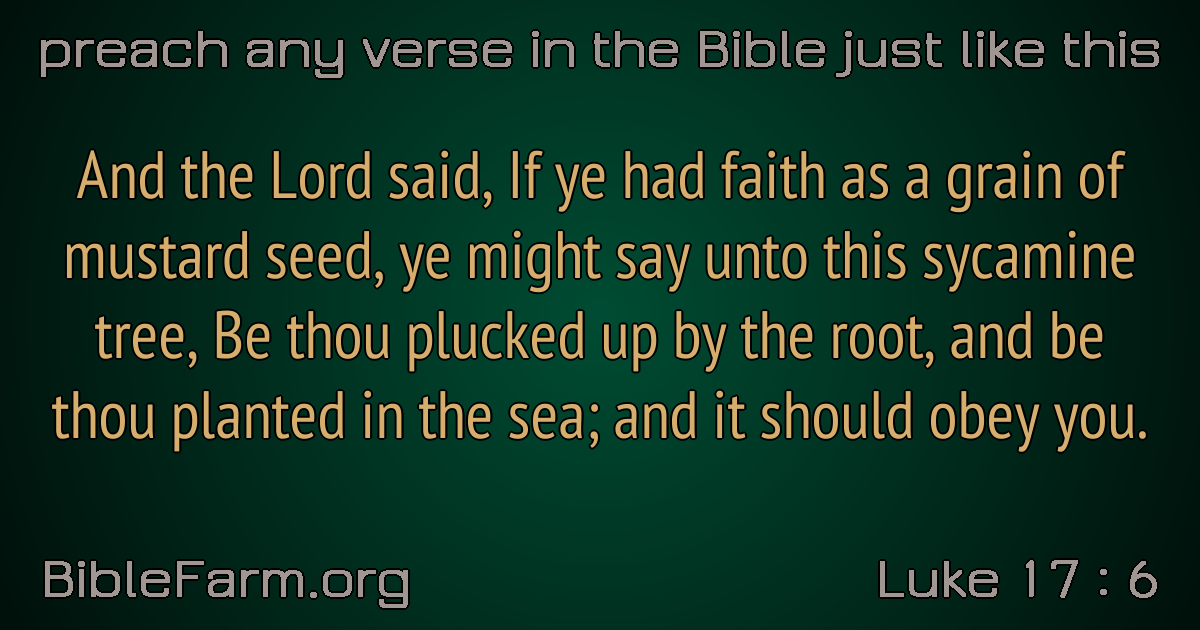 preach any verse in the Bible just like this
And the Lord said, If ye had faith as a grain of
mustard seed, ye might say unto this sycamine
tree, Be thou plucked up by the root, and be
thou planted in the sea; and it should obey you.
BibleFarm.org
Luke 17 : 6